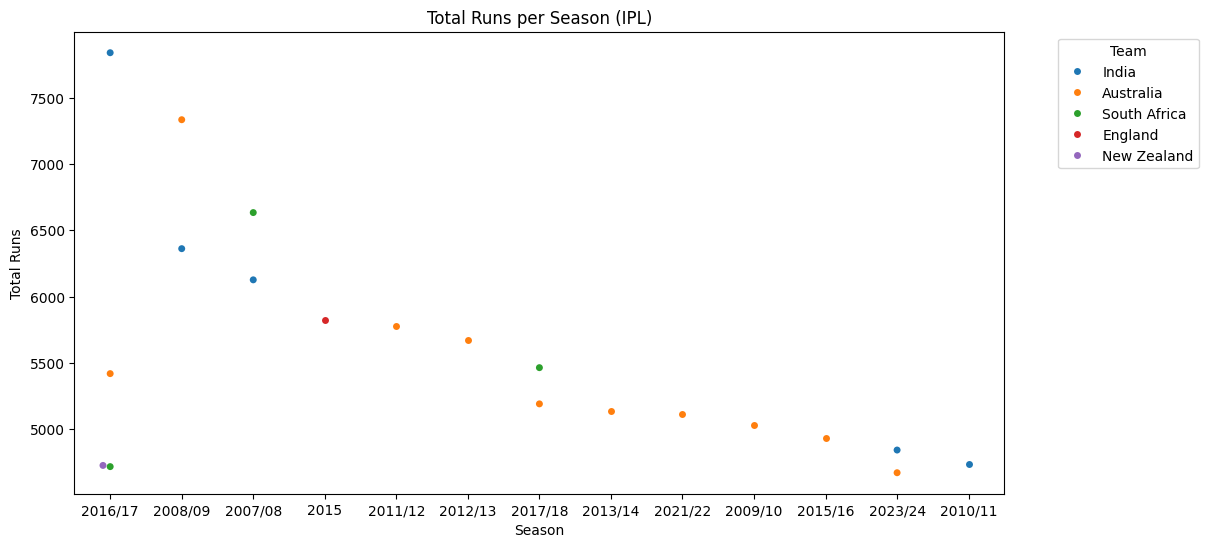 Total Runs per Season (IPL)
Total Runs
7500
7000
6500
6000
5500
5000
2016/17 2008/09 2007/08 2015 2011/12 2012/13 2017/18 2013/14 2021/22 2009/10 2015/16 2023/24 2010/11
Season
Team
India
Australia
South Africa
England
New Zealand